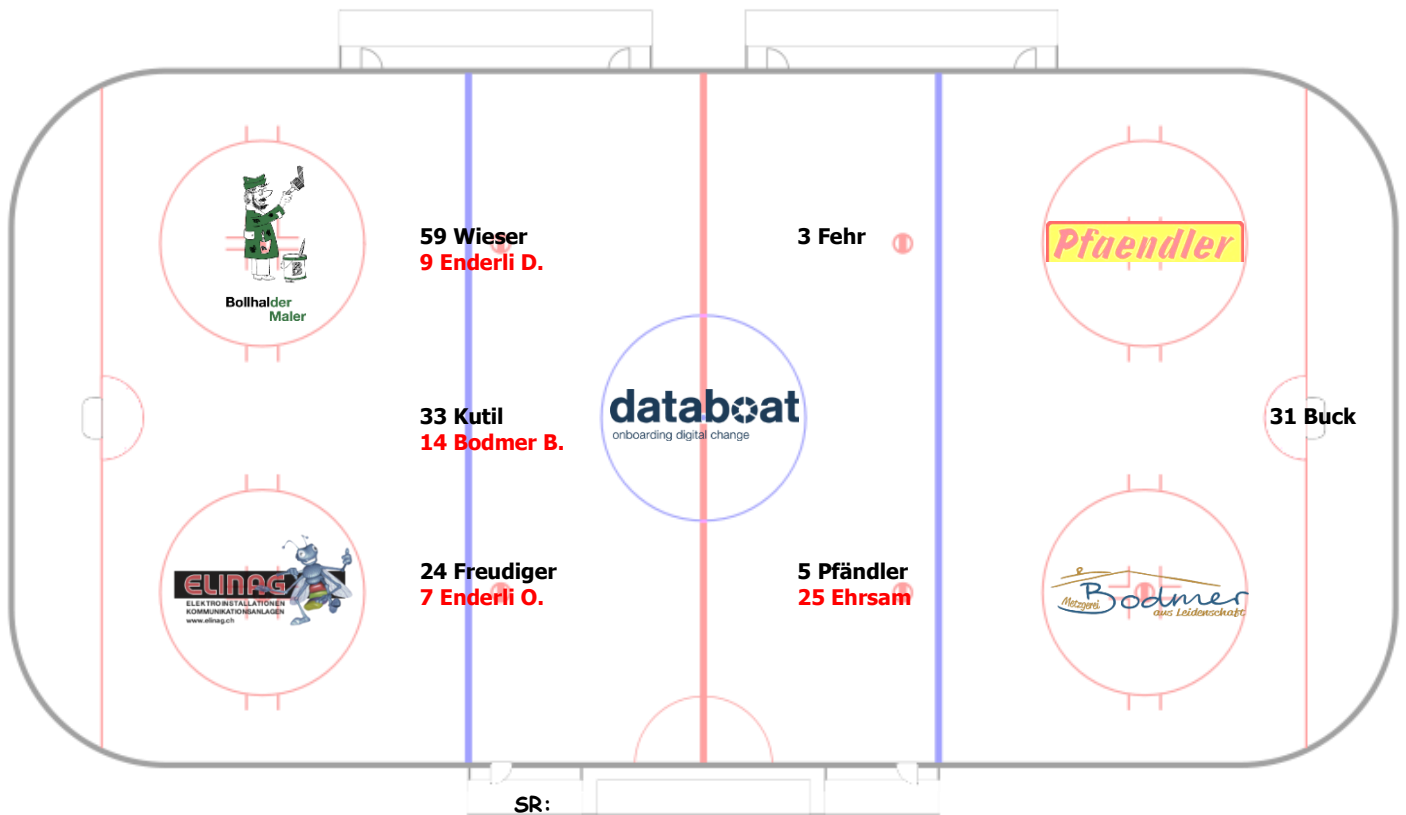 59 Wieser
9 Enderli D.
3 Fehr
Pfaendler
Bollhalder
Maler
33 Kutil
14 Bodmer B.
databoat
onboarding digital change
31 Buck
24 Freudiger
7 Enderli O.
5 Pfändler
25 Ehrsam
ELINAG
ELEKTROINSTALLATIONEN
KOMMUNIKATIONSANLAGEN
www.elinag.ch
Metzgerei
Bodmer
aus Leidenschaft
SR: